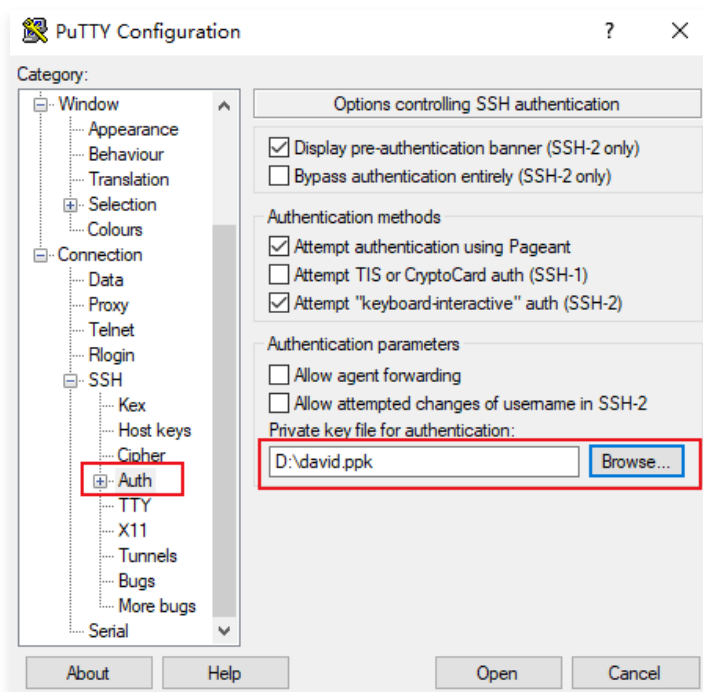 PuTTY Configuration
?
Category:
Window
Appearance
Behaviour
Translation
Selection
Colours
Connection
Data
Proxy
Telnet
Rlogin
SSH
Kex
Host keys
Cipher
Auth
TTY
X11
Tunnels
Bugs
More bugs
Serial
Options controlling SSH authentication
Display pre-authentication banner (SSH-2 only)
Bypass authentication entirely (SSH-2 only)
Authentication methods
Attempt authentication using Pageant
Attempt TIS or CryptoCard auth (SSH-1)
Attempt "keyboard-interactive" auth (SSH-2)
Authentication parameters
Allow agent forwarding
Allow attempted changes of username in SSH-2
Private key file for authentication:
D:\david.ppk
Browse...
About
Help
Open
Cancel